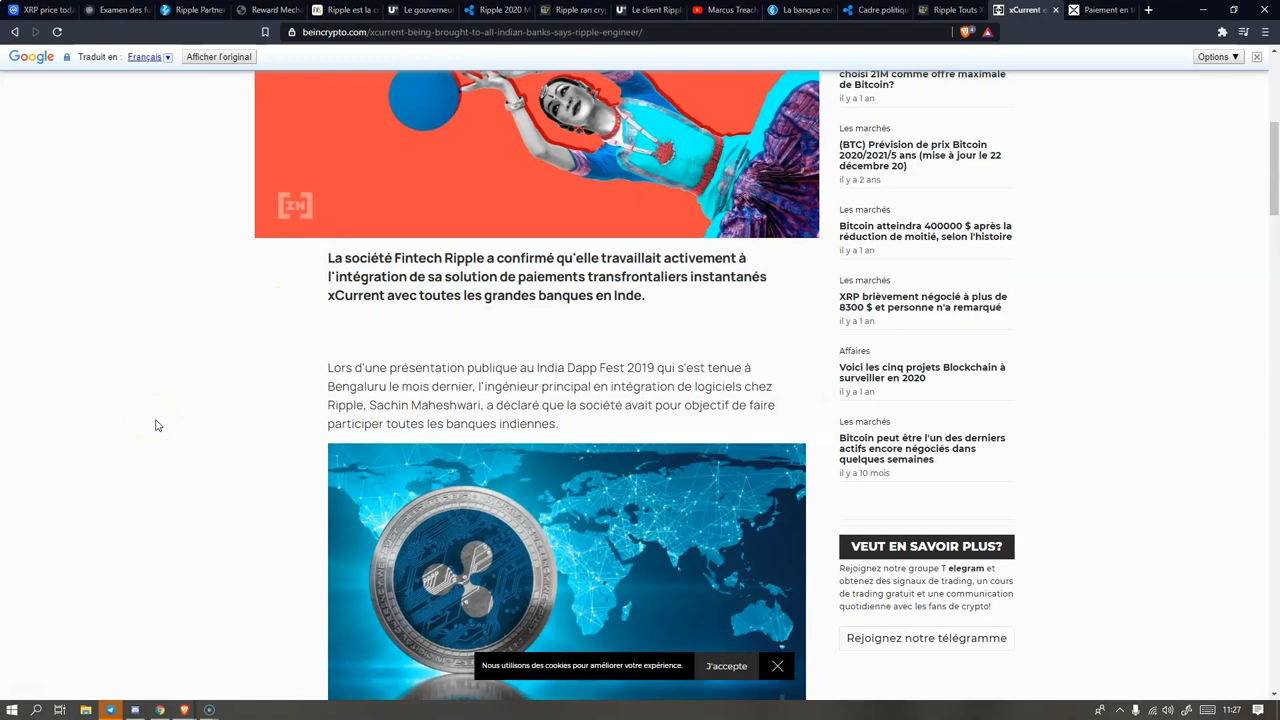 XRP price toda
Examen des fu
Ripple Partner
Reward Mecha
Ripple est la c
Le gouverneu
Ripple 2020 M
Ripple ran cry
Le client Rippl
Marcus Treach
La banque cen
Cadre politiqu
Ripple Touts X
xCurrent e
Paiement en te
beincrypto.com/xcurrent-being-brought-to-all-indian-banks-says-ripple-engineer/
Google
Traduit en :
Français
Afficher l'original
Options ▼
[IN]
La société Fintech Ripple a confirmé qu'elle travaillait activement à
l'intégration de sa solution de paiements transfrontaliers instantanés
xCurrent avec toutes les grandes banques en Inde.
Lors d'une présentation publique au India Dapp Fest 2019 qui s'est tenue à
Bengaluru le mois dernier, l'ingénieur principal en intégration de logiciels chez
Ripple, Sachin Maheshwari, a déclaré que la société avait pour objectif de faire
participer toutes les banques indiennes.
choisi 21M comme offre maximale
de Bitcoin?
il y a 1 an
Les marchés
(BTC) Prévision de prix Bitcoin
2020/2021/5 ans (mise à jour le 22
décembre 20)
il y a 2 ans
Les marchés
Bitcoin atteindra 400000 $ après la
réduction de moitié, selon l'histoire
il y a 1 an
Les marchés
XRP brièvement négocié à plus de
8300 $ et personne n'a remarqué
il y a 1 an
Affaires
Voici les cinq projets Blockchain à
surveiller en 2020
il y a 1 an
Les marchés
Bitcoin peut être l'un des derniers
actifs encore négociés dans
quelques semaines
il y a 10 mois
VEUT EN SAVOIR PLUS?
Rejoignez notre groupe T elegram et
obtenez des signaux de trading, un cours
de trading gratuit et une communication
quotidienne avec les fans de crypto!
Rejoignez notre télégramme
Nous utilisons des cookies pour améliorer votre expérience.
J'accepte
11:27